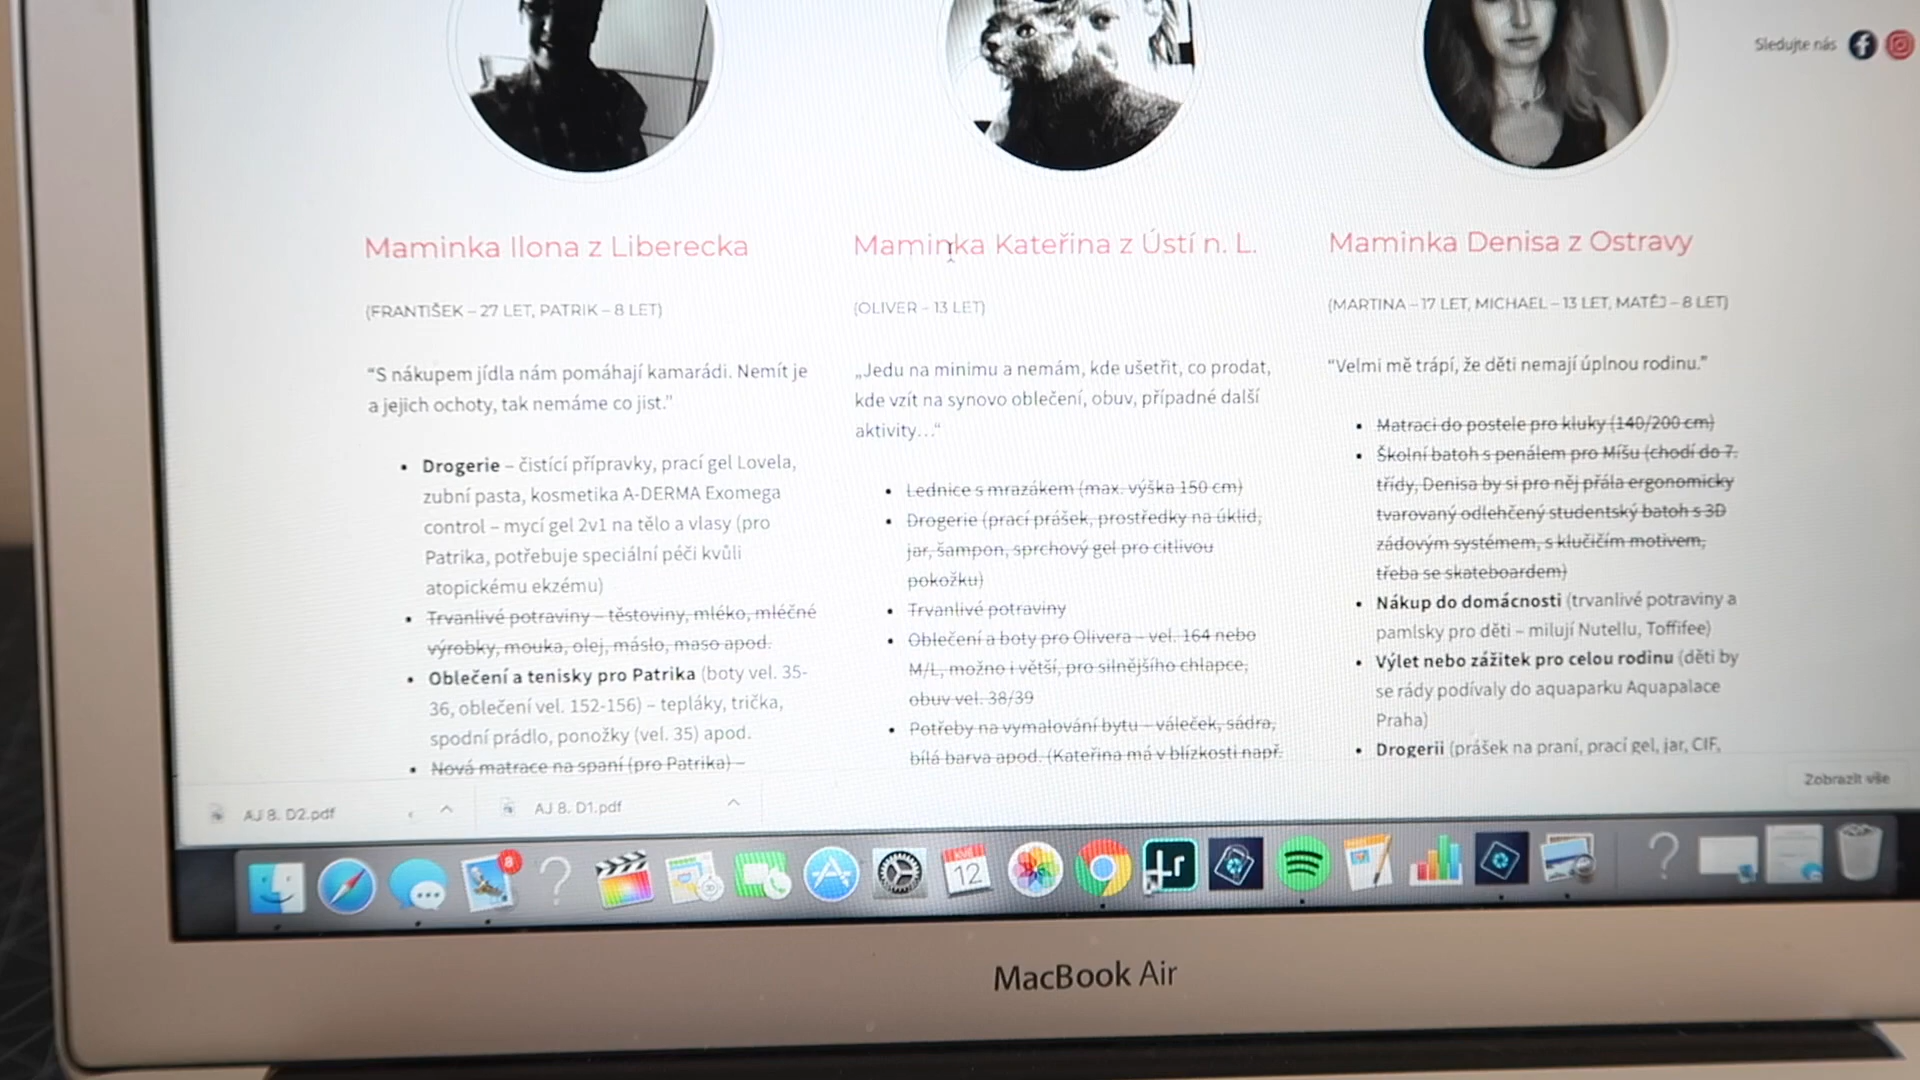 Sledujte nás
Maminka Ilona z Liberecka
(FRANTIŠEK – 27 LET, PATRIK – 8 LET)
“S nákupem jídla nám pomáhají kamarádi. Nemít je
a jejich ochoty, tak nemáme co jist.”
• Drogerie – čistící přípravky, prací gel Lovela,
zubní pasta, kosmetika A-DERMA Exomega
control – mycí gel 2v1 na tělo a vlasy (pro
Patrika, potřebuje speciální péči kvůli
atopickému ekzému)
• Trvanlivé potraviny – těstoviny, mléko, mléčné
výrobky, mouka, olej, máslo, maso apod.
• Oblečení a tenisky pro Patrika (boty vel. 35-
36, oblečení vel. 152-156) – tepláky, trička,
spodní prádlo, ponožky (vel. 35) apod.
• Nová matrace na spaní (pro Patrika) –
Maminka Kateřina z Ústí n. L.
(OLIVER – 13 LET)
„Jedu na minimu a nemám, kde ušetřit, co prodat,
kde vzít na synovo oblečení, obuv, případné další
aktivity…“
• Lednice s mrazákem (max. výška 150 cm)
• Drogerie (prací prášek, prostředky na úklid,
jar, šampon, sprchový gel pro citlivou
pokožku)
• Trvanlivé potraviny
• Oblečení a boty pro Olivera – vel. 164 nebo
M/L, možno i větší, pro silnějšího chlapce,
obuv vel. 38/39
• Potřeby na vymalování bytu – váleček, sádra,
bílá barva apod. (Kateřina má v blízkosti např.
Maminka Denisa z Ostravy
(MARTINA – 17 LET, MICHAEL – 13 LET, MATĚJ – 8 LET)
“Velmi mě trápí, že děti nemají úplnou rodinu.”
• Matraci do postele pro kluky (140/200 cm)
• Školní batoh s penálem pro Míšu (chodí do 7.
třídy, Denisa by si pro něj přála ergonomicky
tvarovaný odlehčený studentský batoh s 3D
zádovým systémem, s klučičím motivem,
třeba se skateboardem)
• Nákup do domácnosti (trvanlivé potraviny a
pamlsky pro děti – milují Nutellu, Toffifee)
• Výlet nebo zážitek pro celou rodinu (děti by
se rády podívaly do aquaparku Aquapalace
Praha)
• Drogerii (prášek na praní, prací gel, jar, CIF,
Zobrazit vše
AJ 8. D2.pdf
AJ 8. D1.pdf
8
12
Lr
MacBook Air